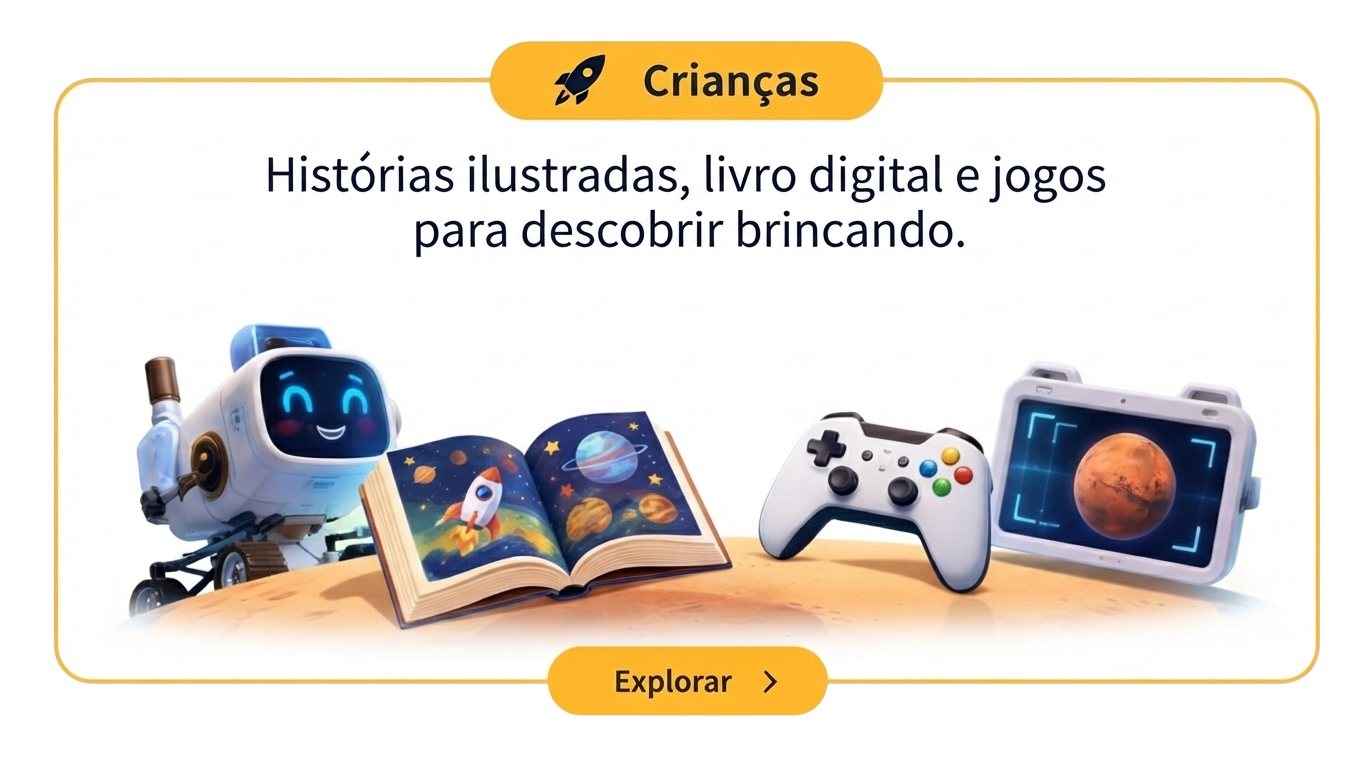 Crianças
Histórias ilustradas, livro digital e jogos
para descobrir brincando.
Explorar